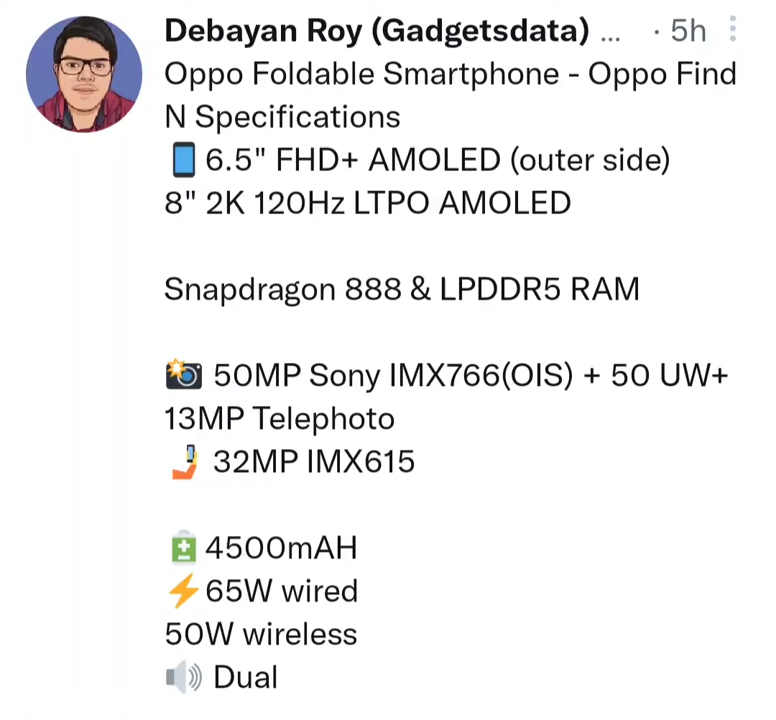 Debayan Roy (Gadgetsdata) ... · 5h
Oppo Foldable Smartphone - Oppo Find
N Specifications
📱 6.5" FHD+ AMOLED (outer side)
8" 2K 120Hz LTPO AMOLED
Snapdragon 888 & LPDDR5 RAM
📸 50MP Sony IMX766(OIS) + 50 UW+
13MP Telephoto
🤳 32MP IMX615
🔋 4500mAH
⚡ 65W wired
50W wireless
🔊 Dual